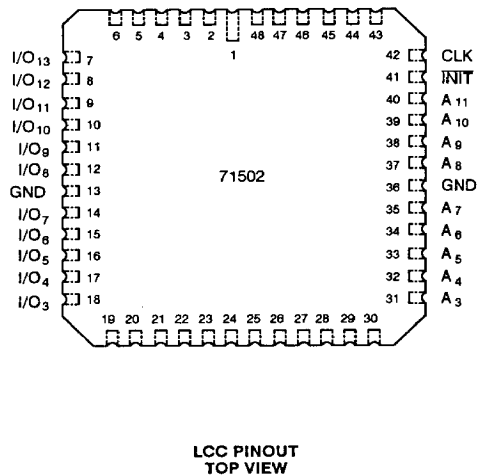 6 5 4 3 2 1 48 47 46 45 44 43
I/O13 7 42 CLK
I/O12 8 41 INIT
I/O11 9 40 A11
I/O10 10 39 A10
I/O9 11 38 A9
I/O8 12 37 A8
GND 13 71502 36 GND
I/O7 14 35 A7
I/O6 15 34 A6
I/O5 16 33 A5
I/O4 17 32 A4
I/O3 18 31 A3
19 20 21 22 23 24 25 26 27 28 29 30
LCC PINOUT
TOP VIEW